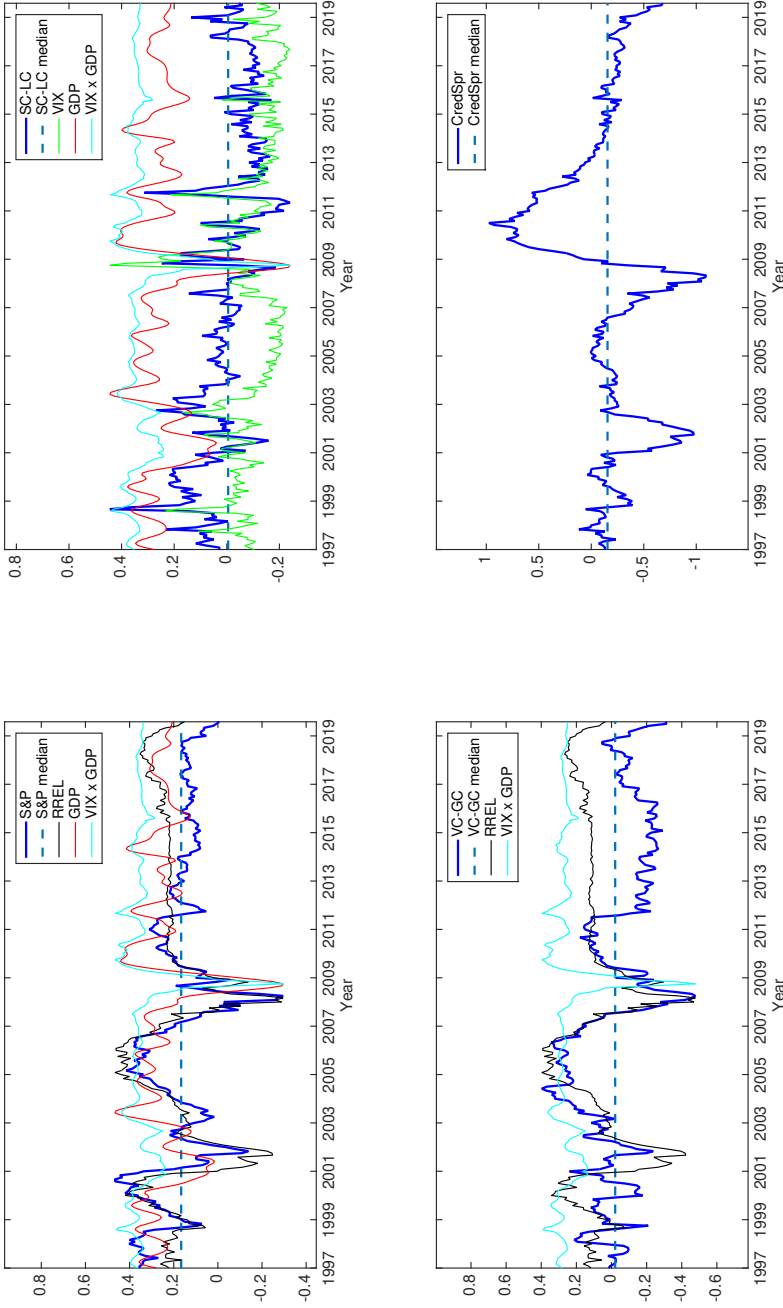 0.8
0.6
0.4
0.2
0
-0.2
-0.4
S&P
S&P median
RREL
GDP
VIX x GDP
1997 1999 2001 2003 2005 2007 2009 2011 2013 2015 2017 2019
Year
0.8
0.6
0.4
0.2
0
-0.2
SC-LC
SC-LC median
VIX
GDP
VIX x GDP
1997 1999 2001 2003 2005 2007 2009 2011 2013 2015 2017 2019
Year
0.8
0.6
0.4
0.2
0
-0.2
-0.4
-0.6
VC-GC
VC-GC median
RREL
VIX x GDP
1997 1999 2001 2003 2005 2007 2009 2011 2013 2015 2017 2019
Year
1
0.5
0
-0.5
-1
CredSpr
CredSpr median
1997 1999 2001 2003 2005 2007 2009 2011 2013 2015 2017 2019
Year